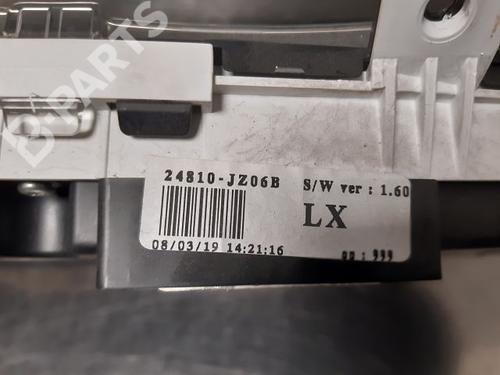 B-PARTS
24810-JZ06B S/W ver : 1.60
LX
08/03/19 14:21:16